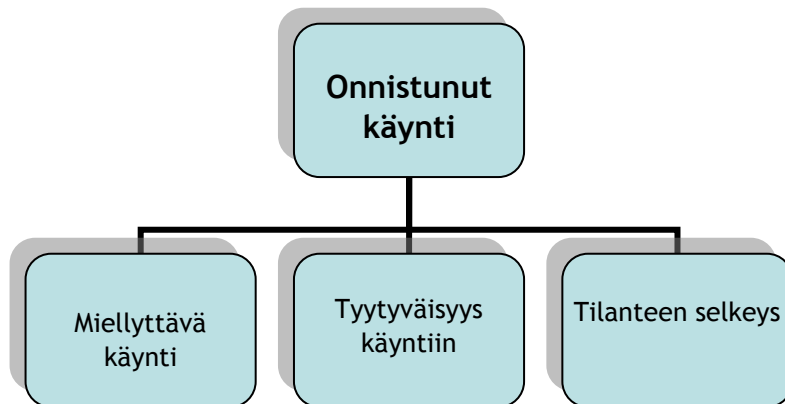 Onnistunut
käynti
Miellyttävä
käynti
Tyytyväisyys
käyntiin
Tilanteen selkeys